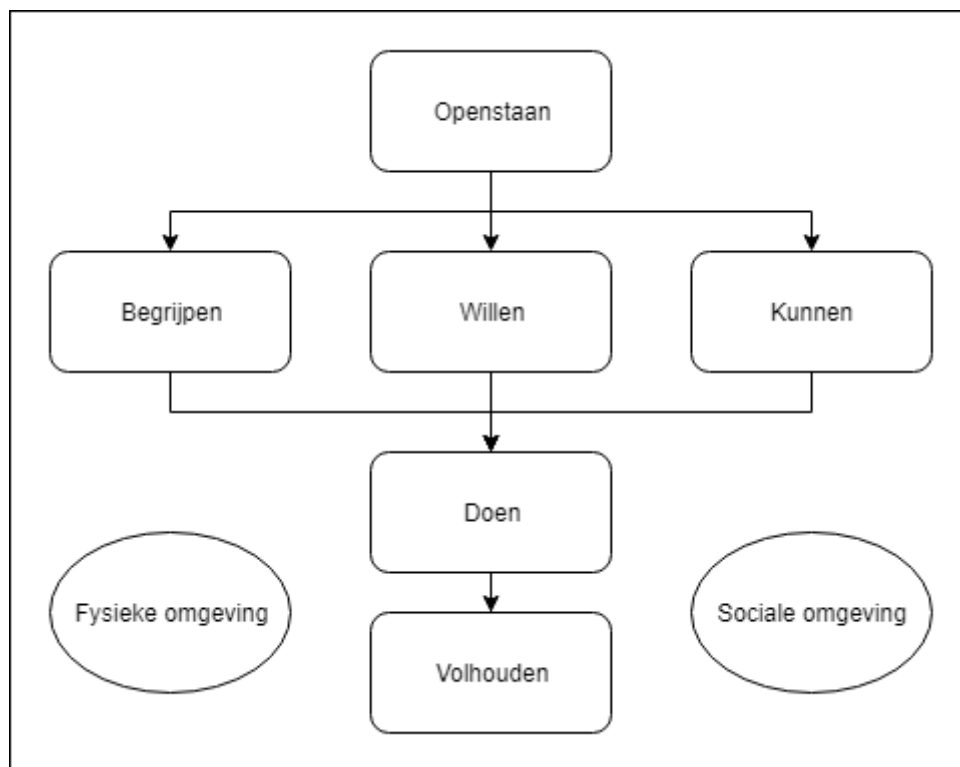 Openstaan
Begrijpen
Willen
Kunnen
Doen
Fysieke omgeving
Sociale omgeving
Volhouden